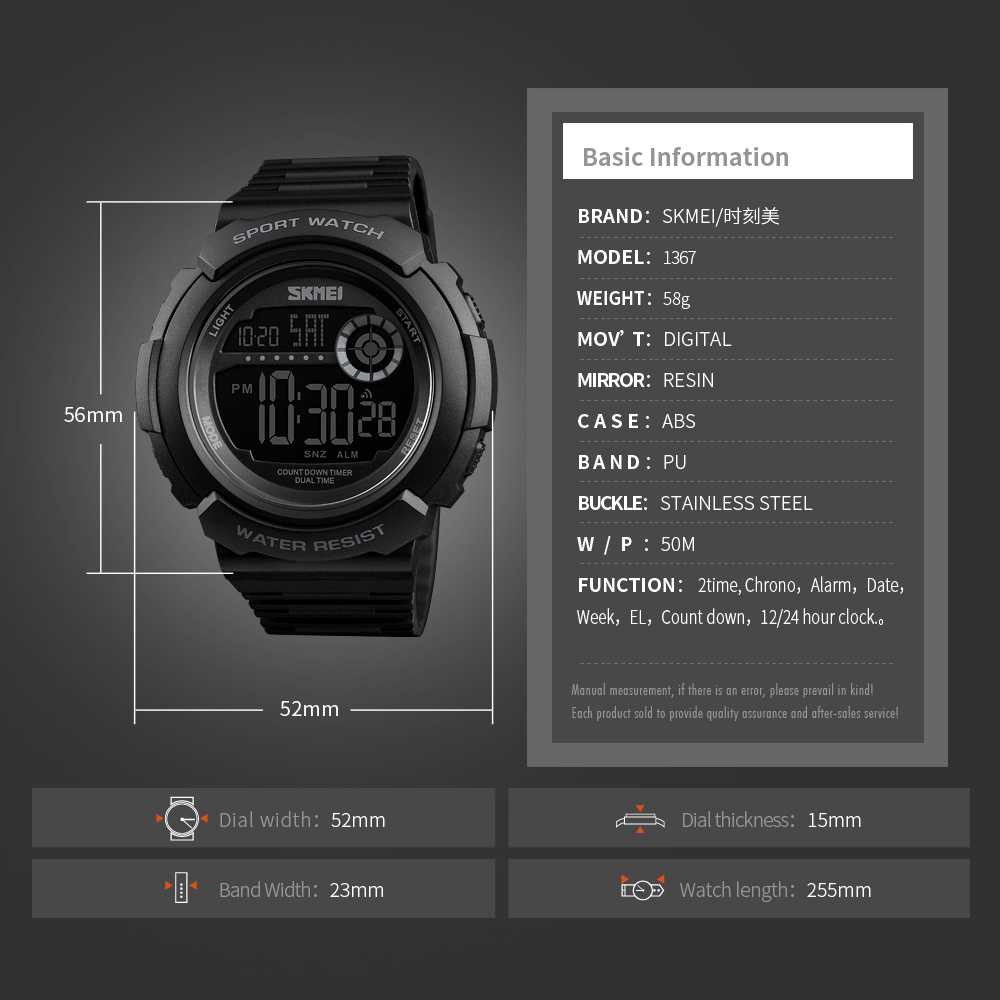 SPORT WATCH
SKMEI
LIGHT
START
10:20 SAT
PM 10:30 28
SNZ ALM
MODE
RESET
COUNT DOWN TIMER
DUAL TIME
WATER RESIST
56mm
52mm
Basic Information
BRAND: SKMEI/时刻美
MODEL: 1367
WEIGHT: 58g
MOV’T: DIGITAL
MIRROR: RESIN
CASE: ABS
BAND: PU
BUCKLE: STAINLESS STEEL
W / P : 50M
FUNCTION: 2time, Chrono，Alarm，Date，
Week，EL，Count down，12/24 hour clock.。
Manual measurement, if there is an error, please prevail in kind!
Each product sold to provide quality assurance and after-sales service!
Dial width: 52mm
Dial thickness: 15mm
Band Width: 23mm
Watch length: 255mm